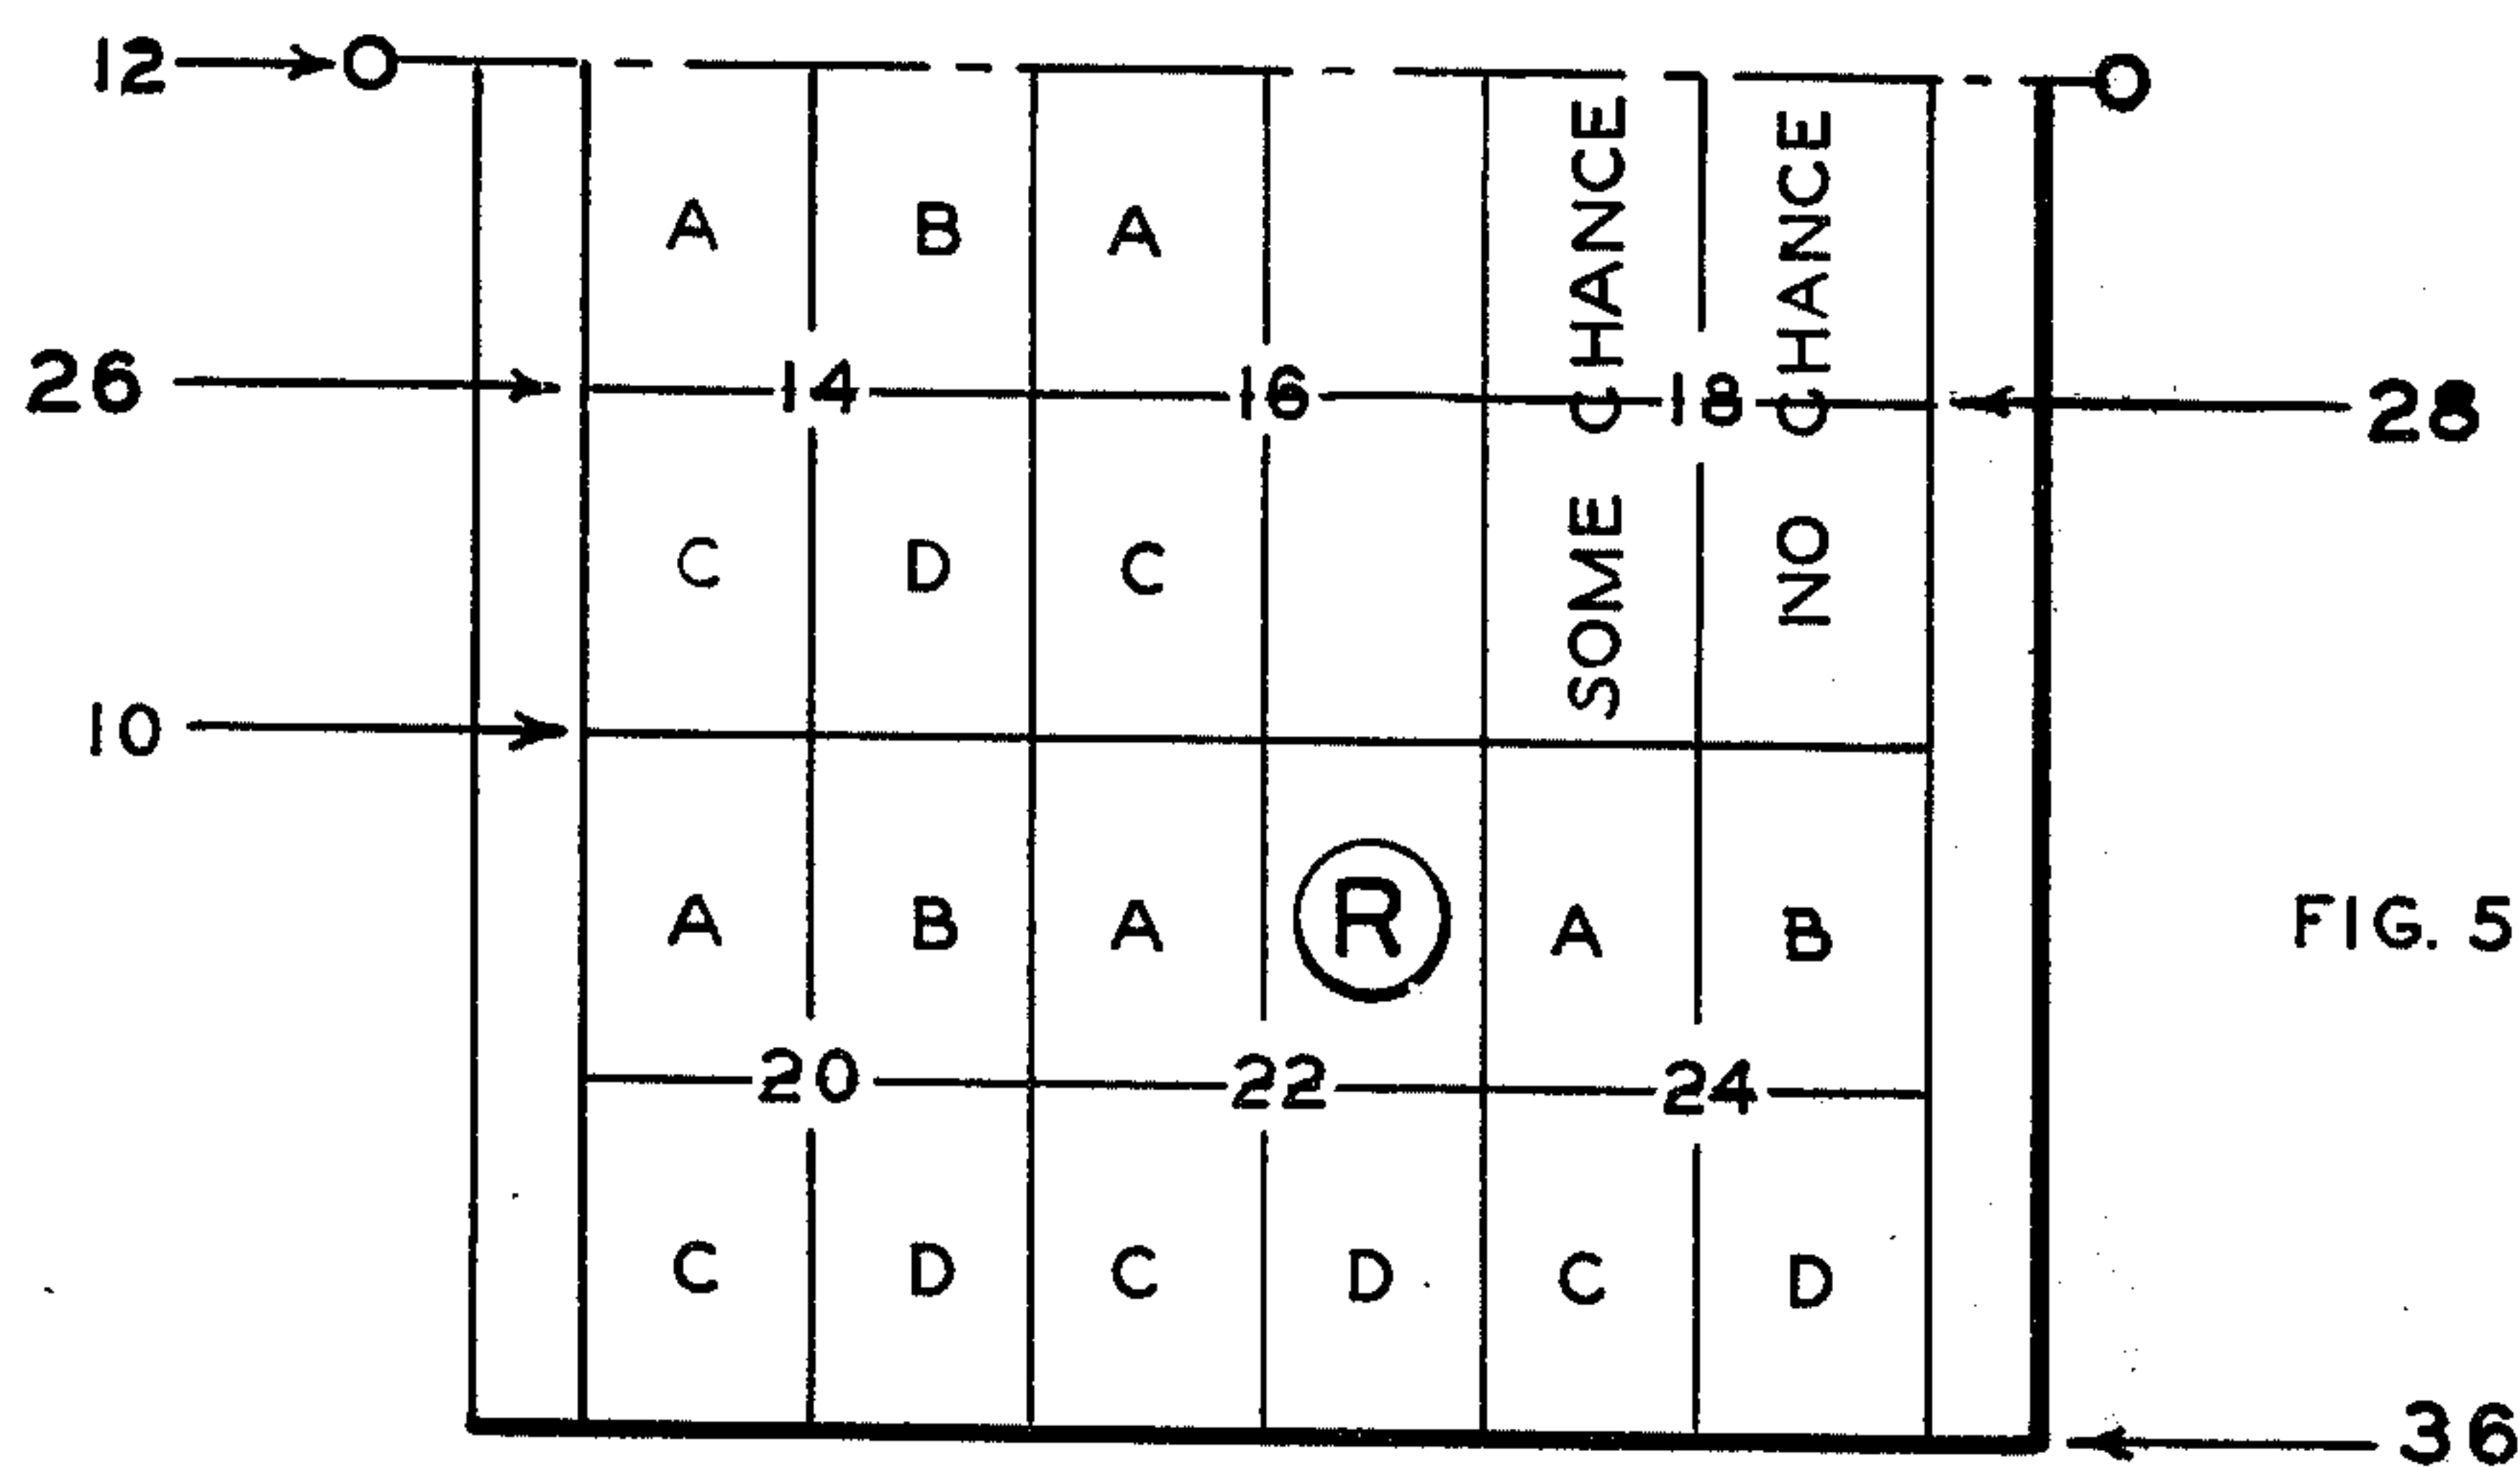 12
A B A
26 14 16 18 28
C D C
SOME CHANCE
NO CHANCE
10
A B A R A B
FIG. 5
20 22 24
C D C D C D
36